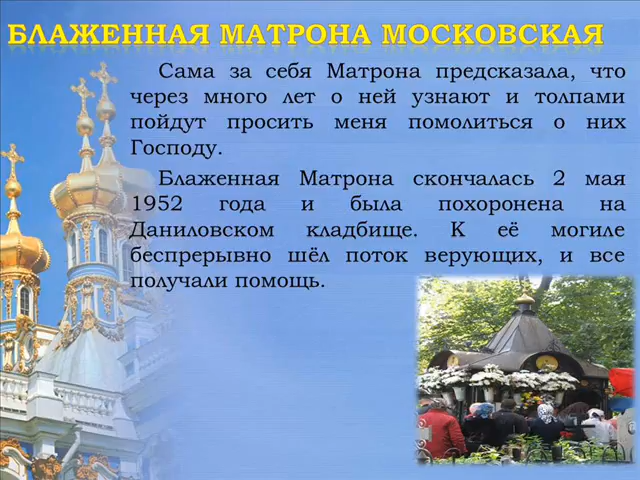 БЛАЖЕННАЯ МАТРОНА МОСКОВСКАЯ
Сама за себя Матрона предсказала, что
через много лет о ней узнают и толпами
пойдут просить меня помолиться о них
Господу.
Блаженная Матрона скончалась 2 мая
1952 года и была похоронена на
Даниловском кладбище. К её могиле
беспрерывно шёл поток верующих, и все
получали помощь.